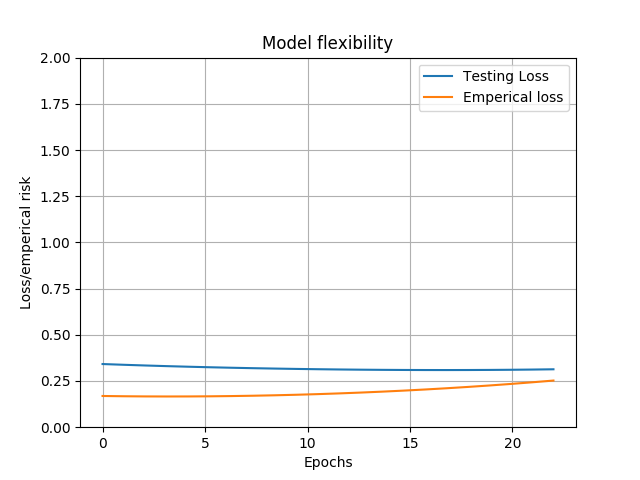 Model flexibility
2.00
1.75
1.50
1.25
1.00
0.75
0.50
0.25
0.00
Loss/emperical risk
Testing Loss
Emperical loss
0 5 10 15 20
Epochs